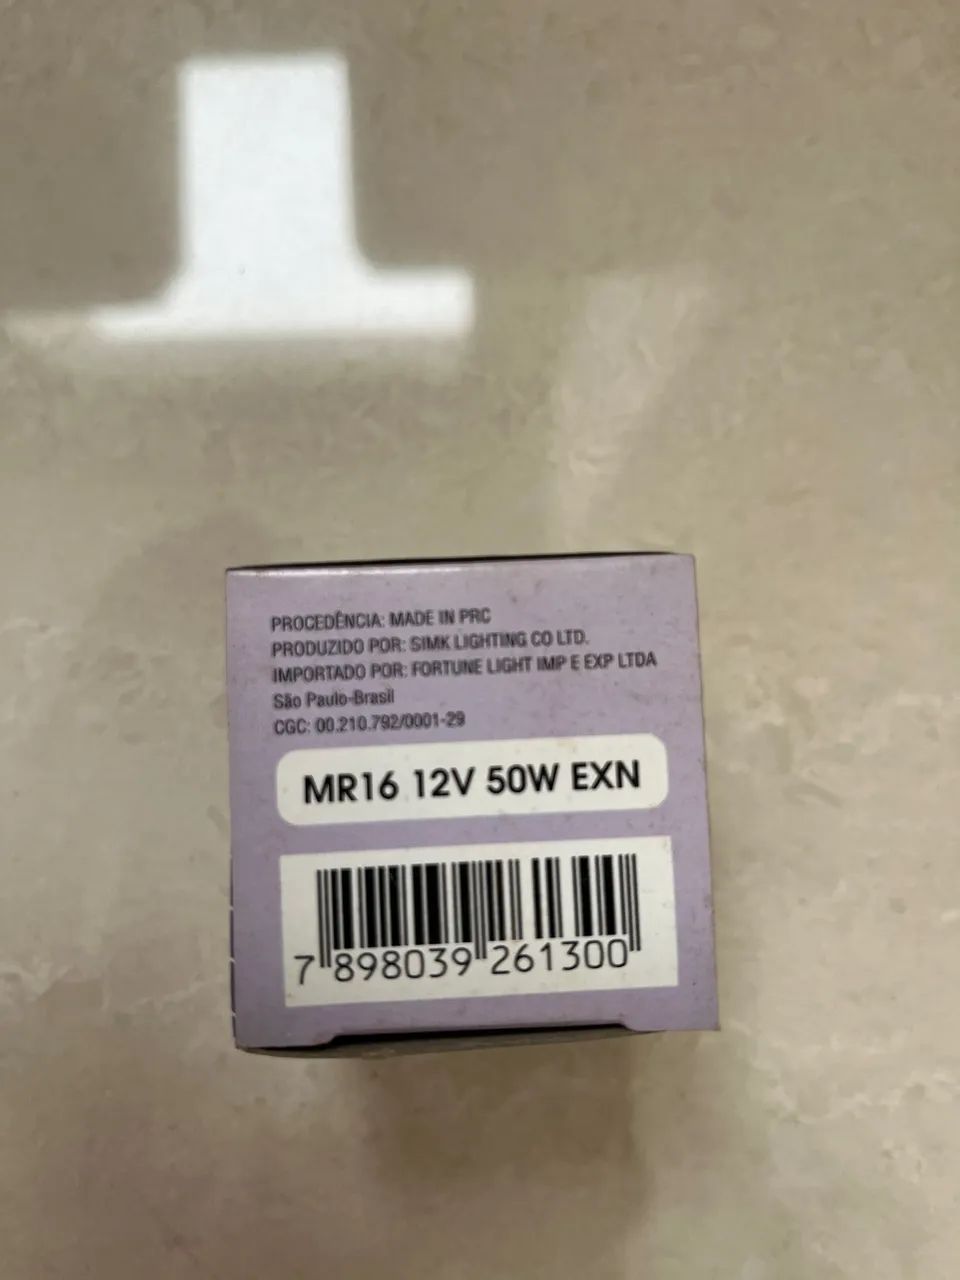 PROCEDÊNCIA: MADE IN PRC
PRODUZIDO POR: SIMK LIGHTING CO LTD.
IMPORTADO POR: FORTUNE LIGHT IMP E EXP LTDA
São Paulo-Brasil
CGC: 00.210.792/0001-29
MR16 12V 50W EXN
7 898039 261300